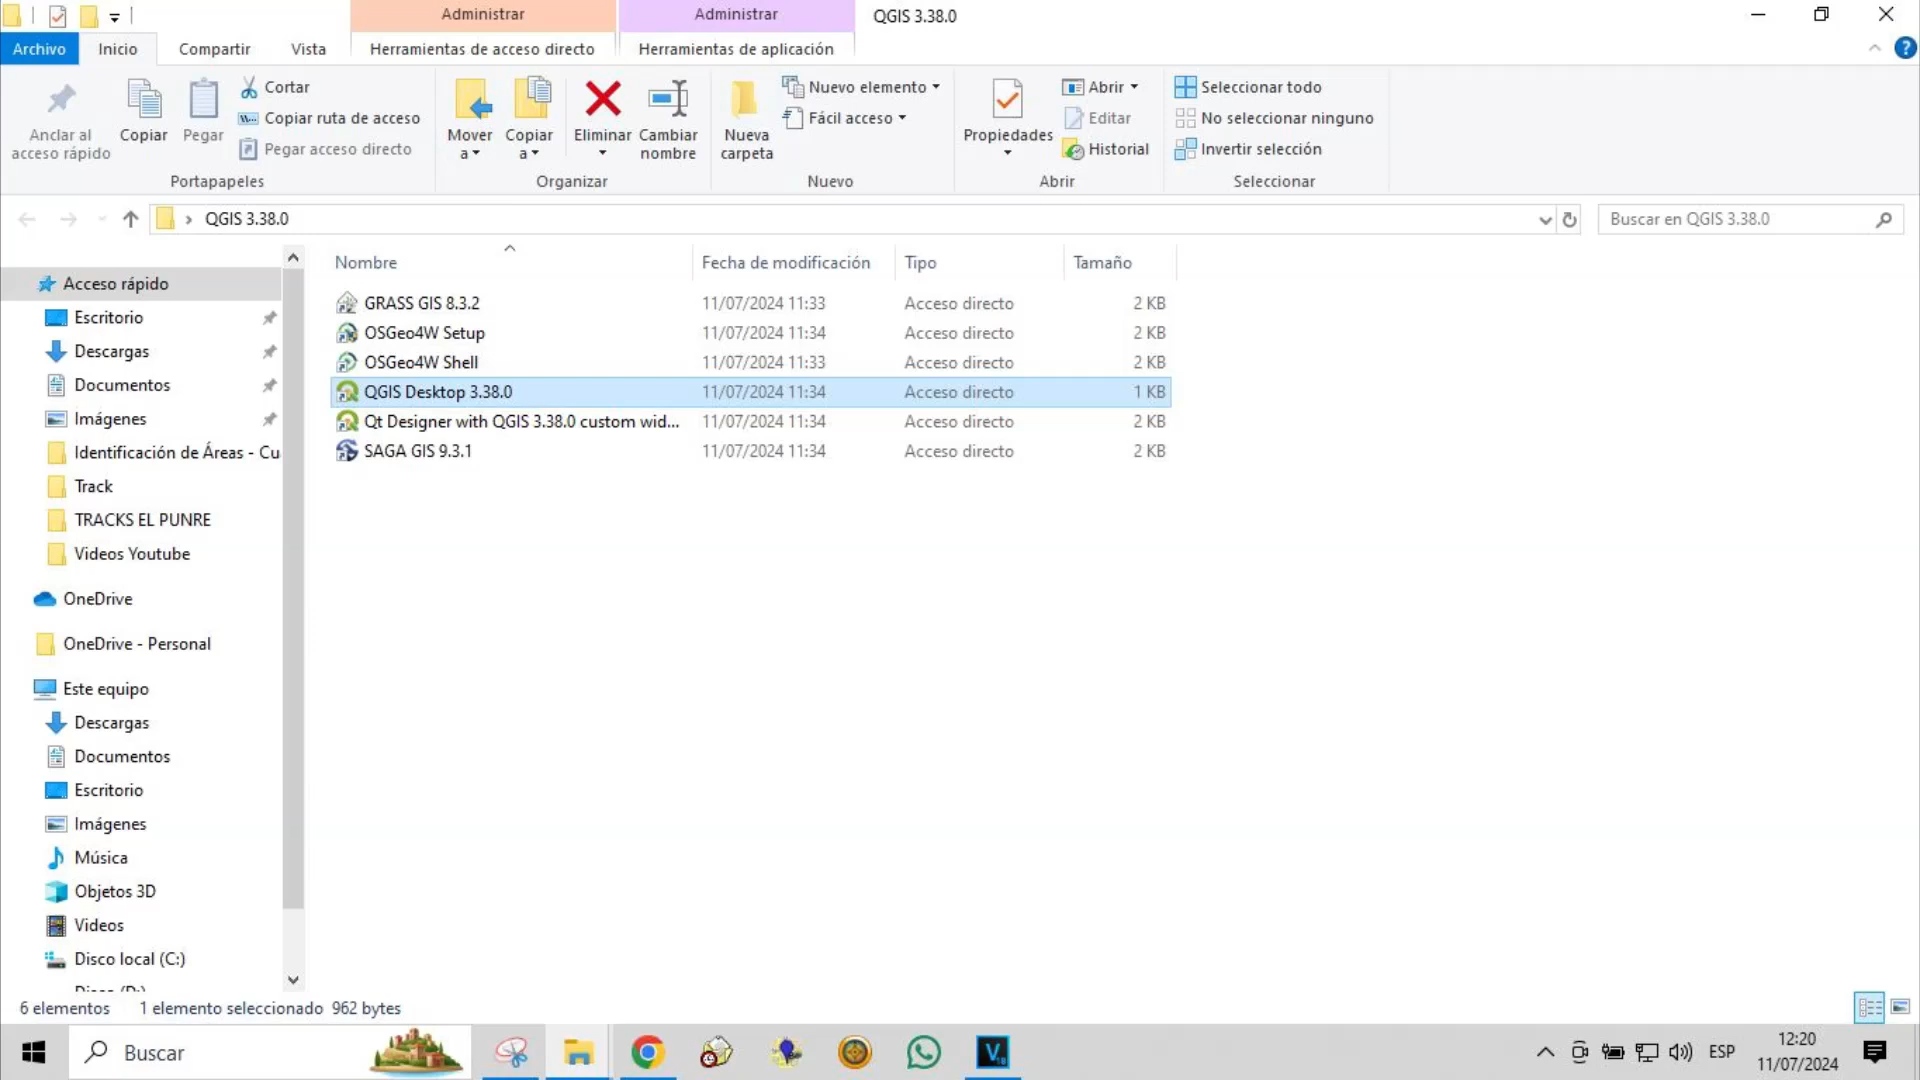 Administrar
Administrar
QGIS 3.38.0
Archivo
Inicio
Compartir
Vista
Herramientas de acceso directo
Herramientas de aplicación
Anclar al
acceso rápido
Copiar
Pegar
Cortar
Copiar ruta de acceso
Pegar acceso directo
Portapapeles
Mover
a
Copiar
a
Eliminar
Cambiar
nombre
Organizar
Nueva
carpeta
Nuevo elemento
Fácil acceso
Nuevo
Propiedades
Abrir
Editar
Historial
Abrir
Seleccionar todo
No seleccionar ninguno
Invertir selección
Seleccionar
QGIS 3.38.0
Buscar en QGIS 3.38.0
Nombre
Fecha de modificación
Tipo
Tamaño
GRASS GIS 8.3.2 11/07/2024 11:33 Acceso directo 2 KB
OSGeo4W Setup 11/07/2024 11:34 Acceso directo 2 KB
OSGeo4W Shell 11/07/2024 11:33 Acceso directo 2 KB
QGIS Desktop 3.38.0 11/07/2024 11:34 Acceso directo 1 KB
Qt Designer with QGIS 3.38.0 custom wid... 11/07/2024 11:34 Acceso directo 2 KB
SAGA GIS 9.3.1 11/07/2024 11:34 Acceso directo 2 KB
Acceso rápido
Escritorio
Descargas
Documentos
Imágenes
Identificación de Áreas - Cu
Track
TRACKS EL PUNRE
Videos Youtube
OneDrive
OneDrive - Personal
Este equipo
Descargas
Documentos
Escritorio
Imágenes
Música
Objetos 3D
Videos
Disco local (C:)
6 elementos
1 elemento seleccionado 962 bytes
Buscar
ESP
12:20
11/07/2024